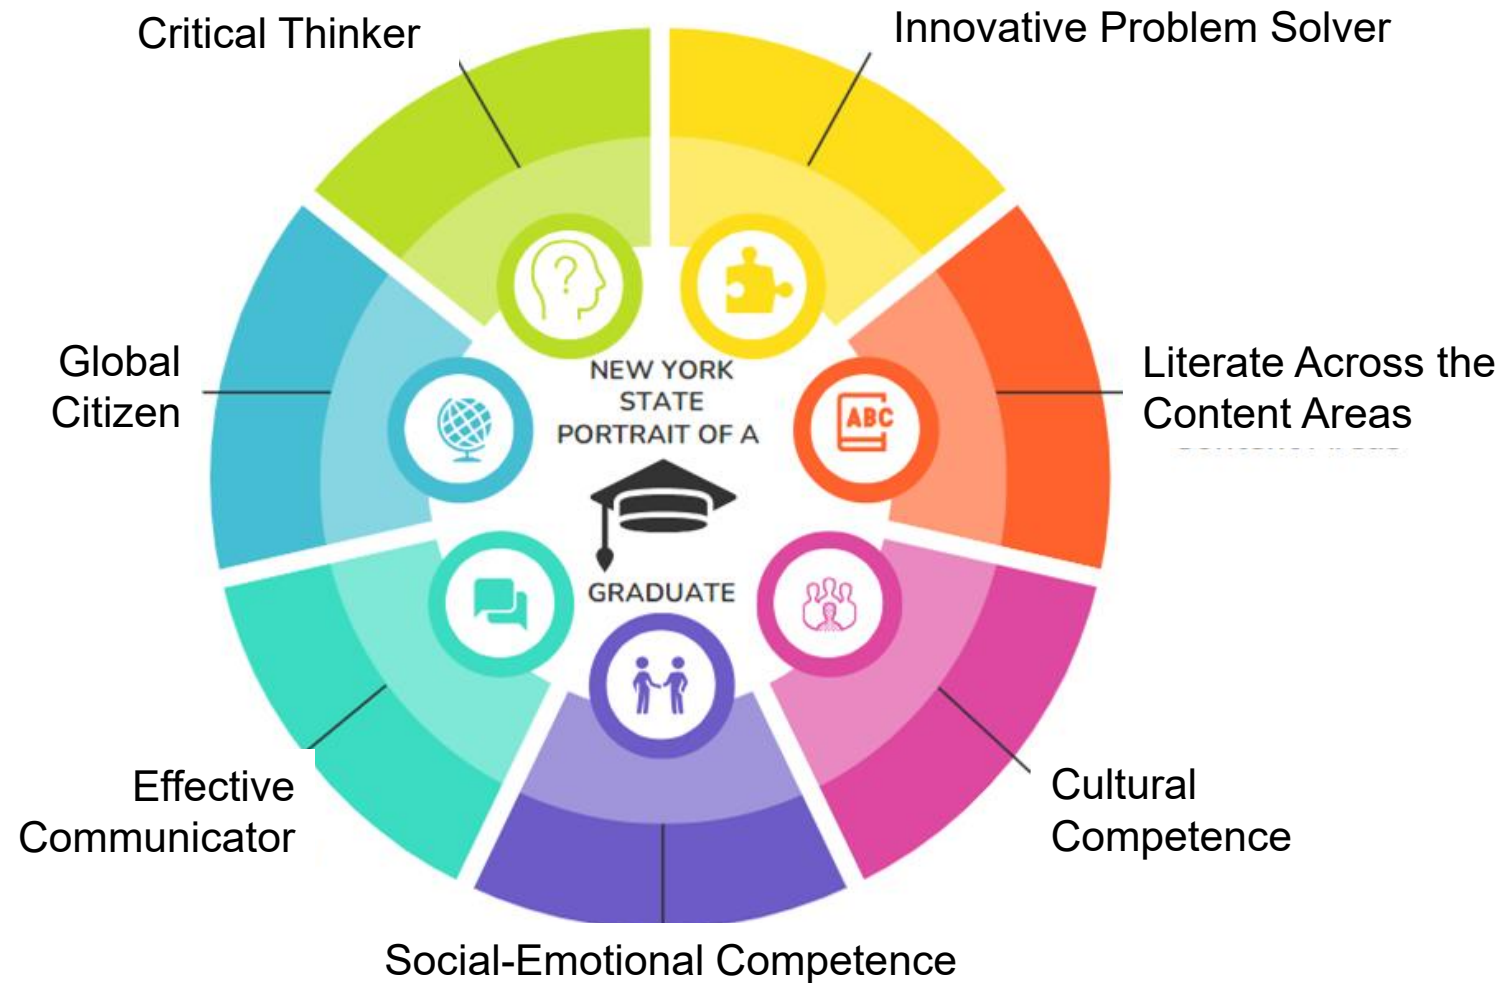 Critical Thinker
Innovative Problem Solver
Global
Citizen
Literate Across the
Content Areas
NEW YORK
STATE
PORTRAIT OF A
GRADUATE
ABC
?
Effective
Communicator
Cultural
Competence
Social-Emotional Competence